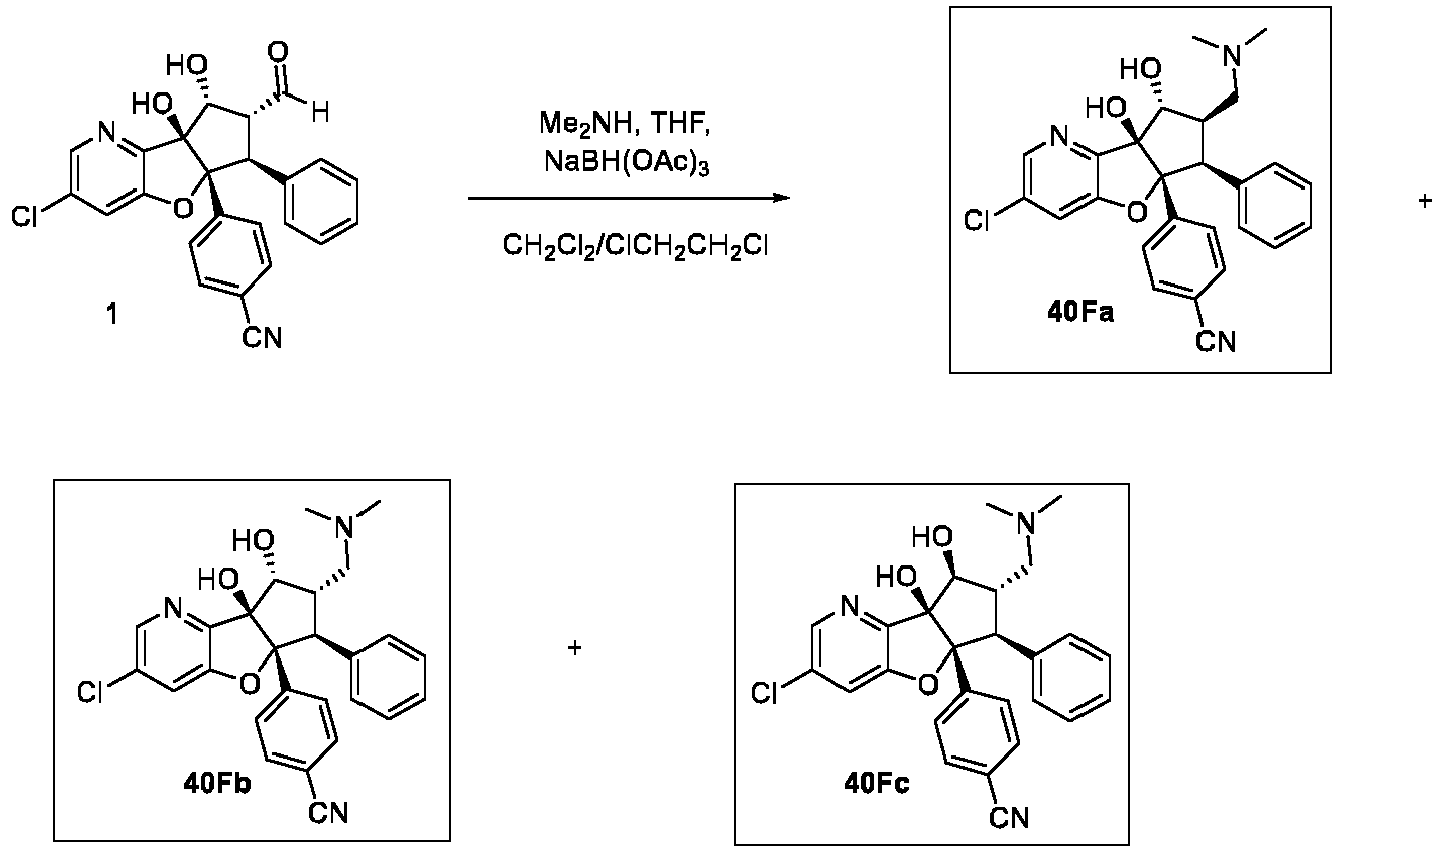 HO
O
HO
H
N
O
Cl
CN
1
Me₂NH, THF,
NaBH(OAc)₃
CH₂Cl₂/ClCH₂CH₂Cl
N
HO
HO
N
O
Cl
40Fa
CN
+
N
HO
HO
N
O
Cl
40Fb
CN
+
N
HO
HO
N
O
Cl
40Fc
CN